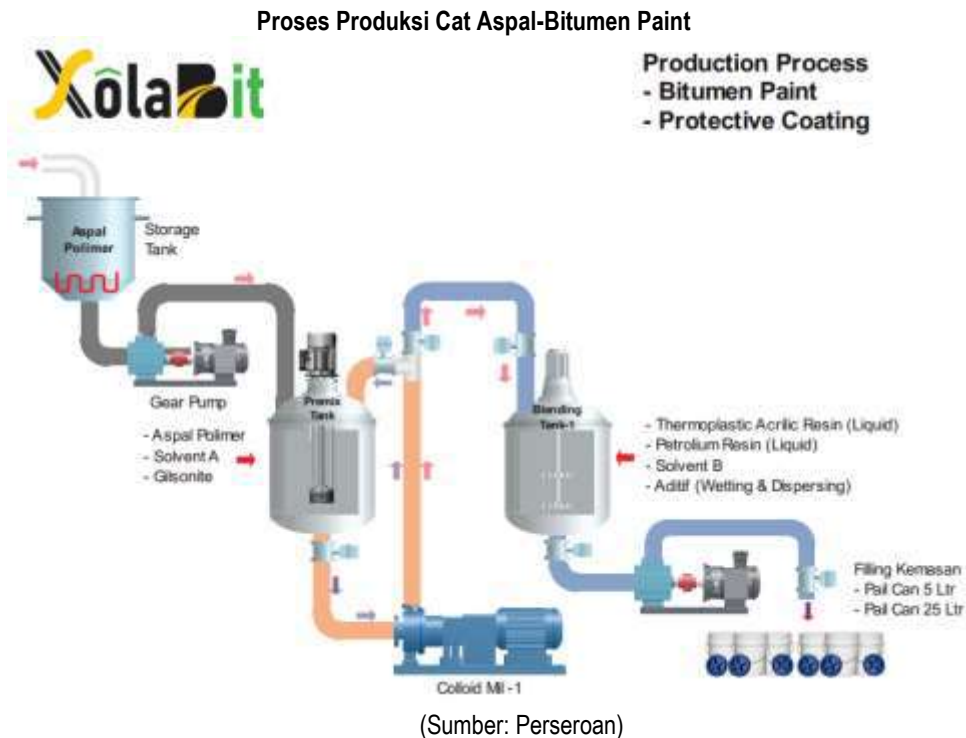 Proses Produksi Cat Aspal-Bitumen Paint
XôlaBit
Production Process
- Bitumen Paint
- Protective Coating
Aspal
Polimer
Storage
Tank
Gear Pump
- Aspal Polimer
- Solvent A
- Gilsonite
Premix
Tank
Blending
Tank-1
- Thermoplastic Acrilic Resin (Liquid)
- Petrolium Resin (Liquid)
- Solvent B
- Aditif (Wetting & Dispersing)
Filling Kemasan
- Pail Can 5 Ltr
- Pail Can 25 Ltr
Colloid Mil -1
(Sumber: Perseroan)